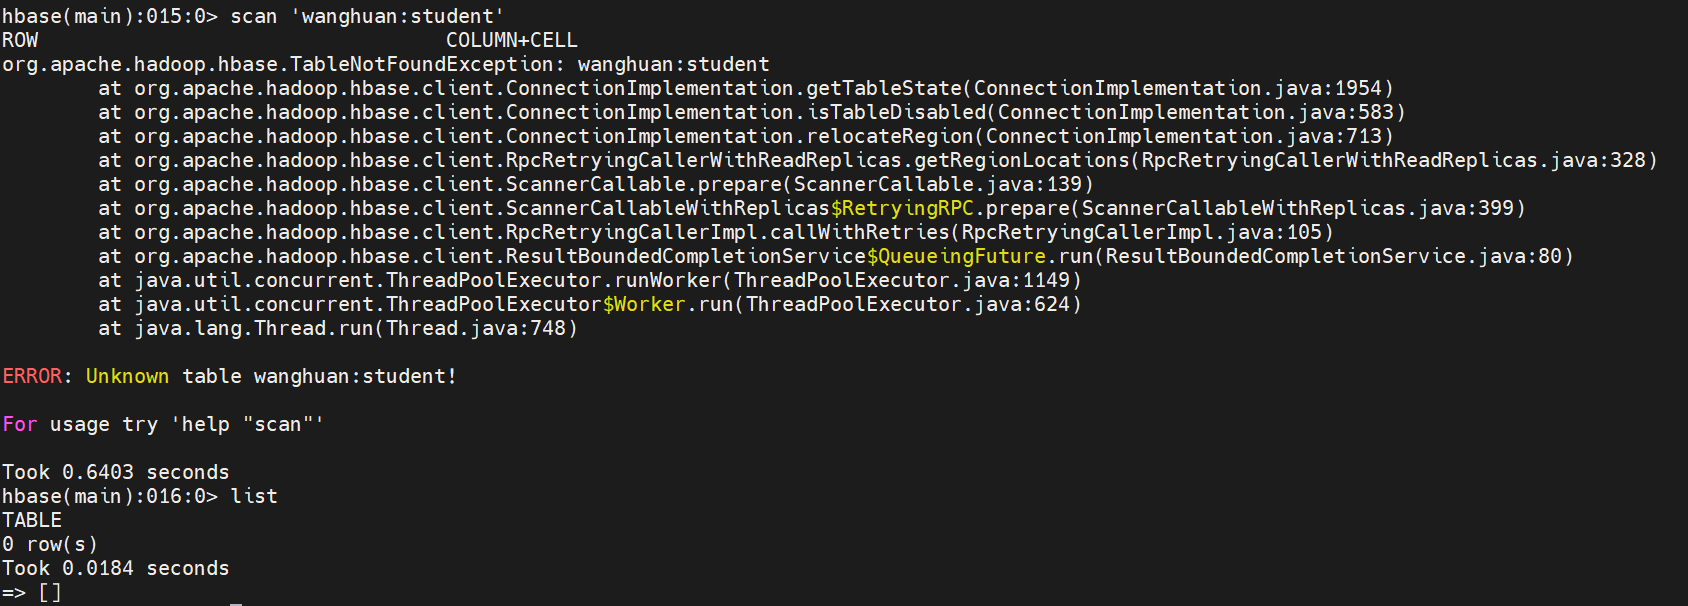 hbase(main):015:0> scan 'wanghuan:student'
ROW                                  COLUMN+CELL
org.apache.hadoop.hbase.TableNotFoundException: wanghuan:student
        at org.apache.hadoop.hbase.client.ConnectionImplementation.getTableState(ConnectionImplementation.java:1954)
        at org.apache.hadoop.hbase.client.ConnectionImplementation.isTableDisabled(ConnectionImplementation.java:583)
        at org.apache.hadoop.hbase.client.ConnectionImplementation.relocateRegion(ConnectionImplementation.java:713)
        at org.apache.hadoop.hbase.client.RpcRetryingCallerWithReadReplicas.getRegionLocations(RpcRetryingCallerWithReadReplicas.java:328)
        at org.apache.hadoop.hbase.client.ScannerCallable.prepare(ScannerCallable.java:139)
        at org.apache.hadoop.hbase.client.ScannerCallableWithReplicas$RetryingRPC.prepare(ScannerCallableWithReplicas.java:399)
        at org.apache.hadoop.hbase.client.RpcRetryingCallerImpl.callWithRetries(RpcRetryingCallerImpl.java:105)
        at org.apache.hadoop.hbase.client.ResultBoundedCompletionService$QueueingFuture.run(ResultBoundedCompletionService.java:80)
        at java.util.concurrent.ThreadPoolExecutor.runWorker(ThreadPoolExecutor.java:1149)
        at java.util.concurrent.ThreadPoolExecutor$Worker.run(ThreadPoolExecutor.java:624)
        at java.lang.Thread.run(Thread.java:748)

ERROR: Unknown table wanghuan:student!

For usage try 'help "scan"'

Took 0.6403 seconds
hbase(main):016:0> list
TABLE
0 row(s)
Took 0.0184 seconds
=> []